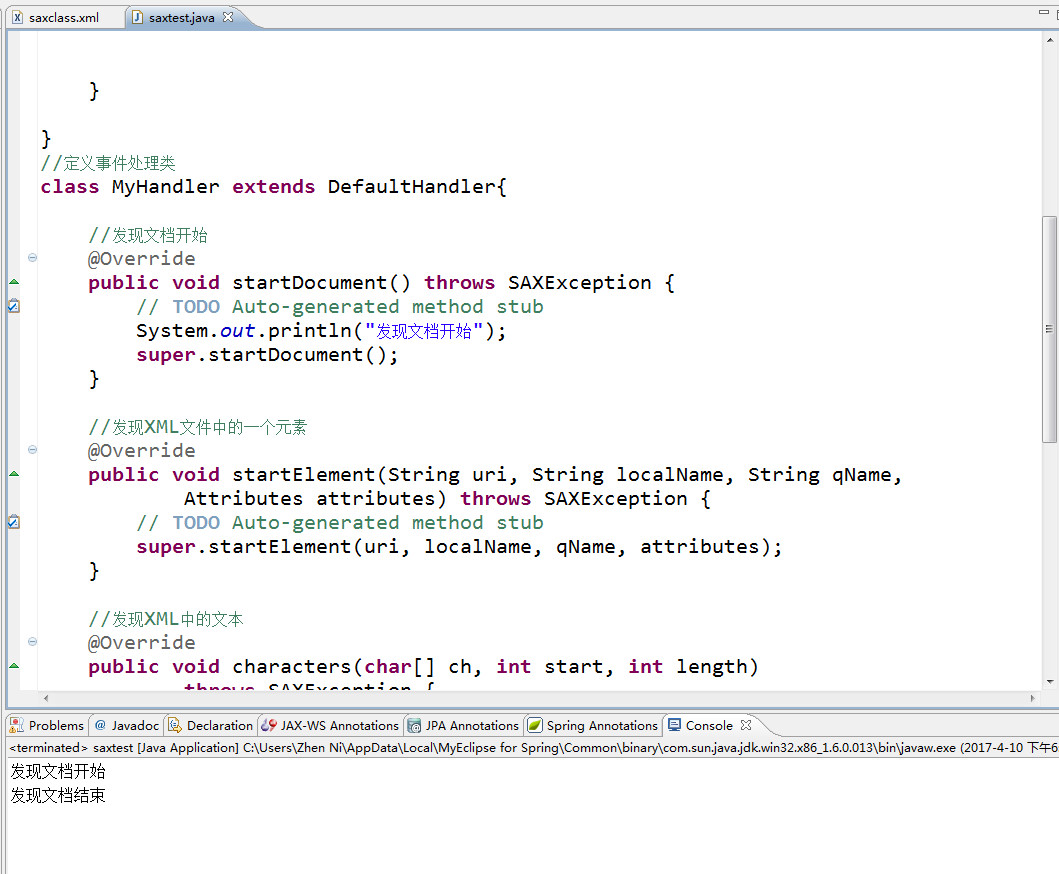 saxclass.xml saxtest.java
}
}
//定义事件处理类
class MyHandler extends DefaultHandler{
//发现文档开始
@Override
public void startDocument() throws SAXException {
// TODO Auto-generated method stub
System.out.println("发现文档开始");
super.startDocument();
}
//发现XML文件中的一个元素
@Override
public void startElement(String uri, String localName, String qName,
Attributes attributes) throws SAXException {
// TODO Auto-generated method stub
super.startElement(uri, localName, qName, attributes);
}
//发现XML中的文本
@Override
public void characters(char[] ch, int start, int length)
throws SAXException {
Problems @ Javadoc Declaration JAX-WS Annotations JPA Annotations Spring Annotations Console
<terminated> saxtest [Java Application] C:\Users\Zhen Ni\AppData\Local\MyEclipse for Spring\Common\binary\com.sun.java.jdk.win32.x86_1.6.0.013\bin\javaw.exe (2017-4-10 下午6
发现文档开始
发现文档结束